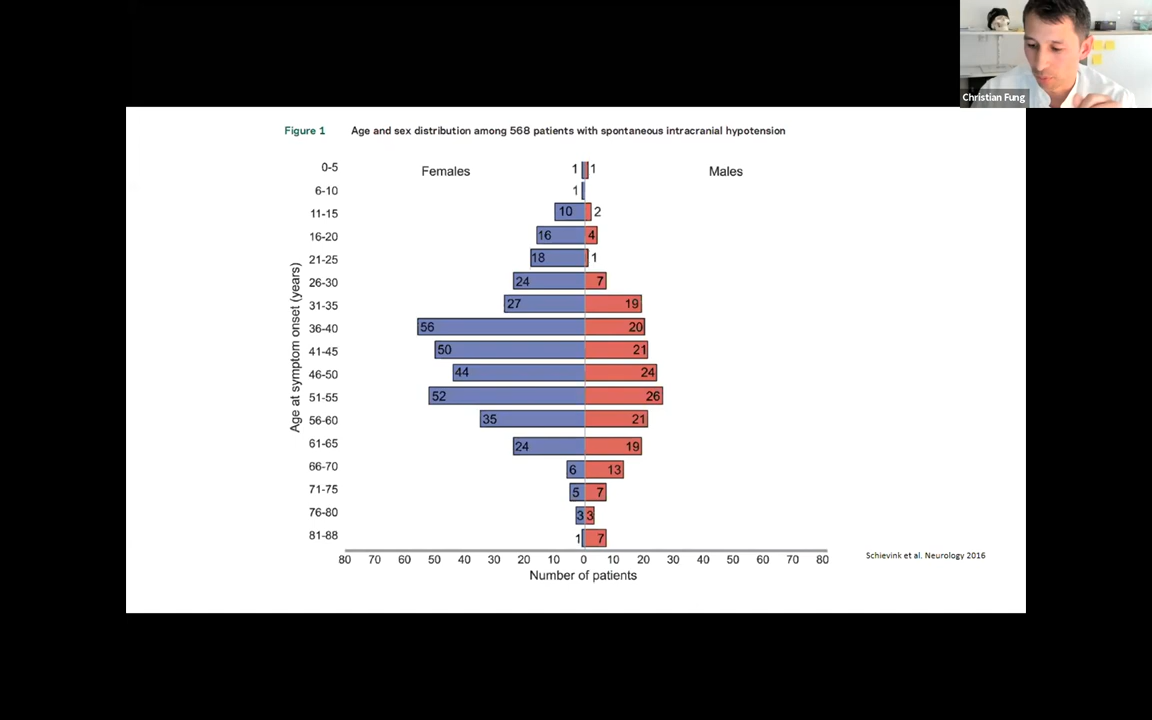 Christian Fung
Figure 1 Age and sex distribution among 568 patients with spontaneous intracranial hypotension
Females Males
Age at symptom onset (years)
0-5 1 1
6-10 1
11-15 10 2
16-20 16 4
21-25 18 1
26-30 24 7
31-35 27 19
36-40 56 20
41-45 50 21
46-50 44 24
51-55 52 26
56-60 35 21
61-65 24 19
66-70 6 13
71-75 5 7
76-80 3 3
81-88 1 7
80 70 60 50 40 30 20 10 0 10 20 30 40 50 60 70 80
Number of patients
Schievink et al. Neurology 2016